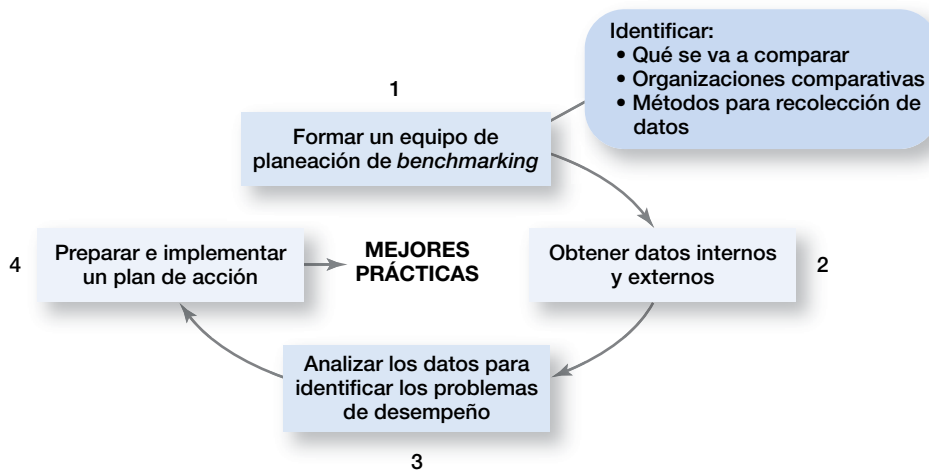 Identificar:
• Qué se va a comparar
• Organizaciones comparativas
• Métodos para recolección de
datos
1
Formar un equipo de
planeación de benchmarking
4
Preparar e implementar
un plan de acción
MEJORES
PRÁCTICAS
Obtener datos internos
y externos
2
Analizar los datos para
identificar los problemas
de desempeño
3